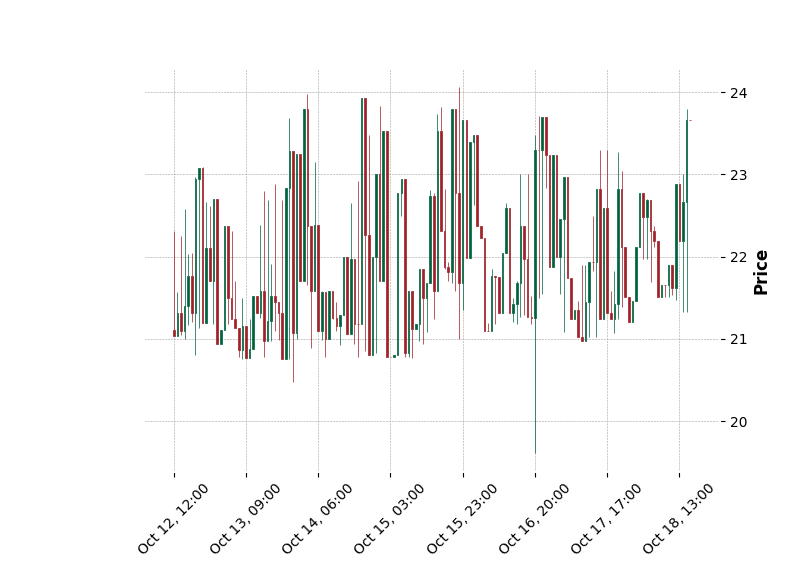 24
23
22
21
20
Price
Oct 12, 12:00
Oct 13, 09:00
Oct 14, 06:00
Oct 15, 03:00
Oct 15, 23:00
Oct 16, 20:00
Oct 17, 17:00
Oct 18, 13:00